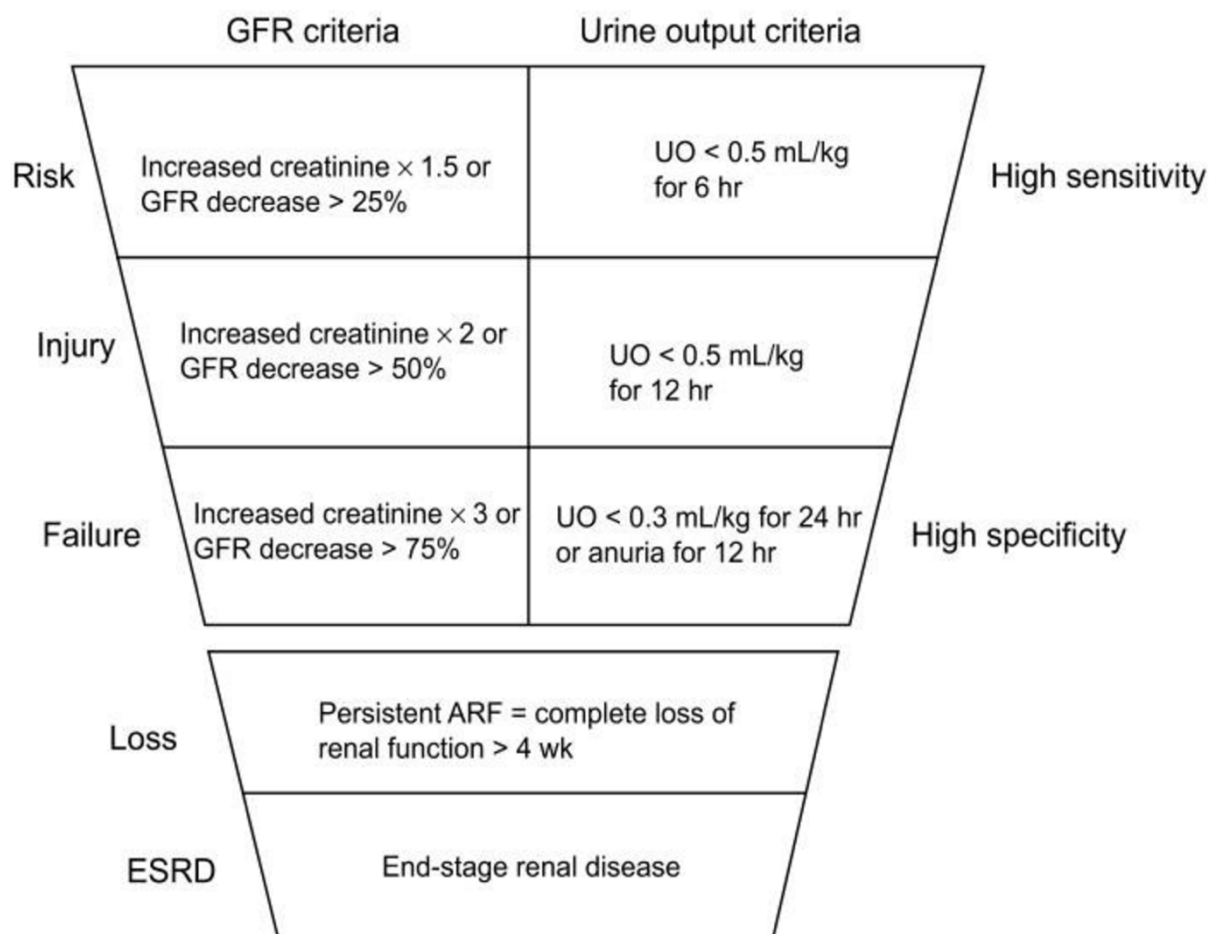 GFR criteria
Urine output criteria
Risk
Increased creatinine × 1.5 or
GFR decrease > 25%
UO < 0.5 mL/kg
for 6 hr
High sensitivity
Injury
Increased creatinine × 2 or
GFR decrease > 50%
UO < 0.5 mL/kg
for 12 hr
Failure
Increased creatinine × 3 or
GFR decrease > 75%
UO < 0.3 mL/kg for 24 hr
or anuria for 12 hr
High specificity
Loss
Persistent ARF = complete loss of
renal function > 4 wk
ESRD
End-stage renal disease